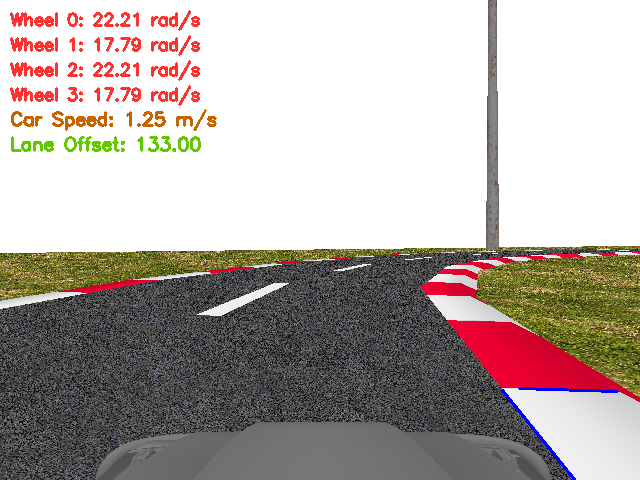 Wheel 0: 22.21 rad/s
Wheel 1: 17.79 rad/s
Wheel 2: 22.21 rad/s
Wheel 3: 17.79 rad/s
Car Speed: 1.25 m/s
Lane Offset: 133.00